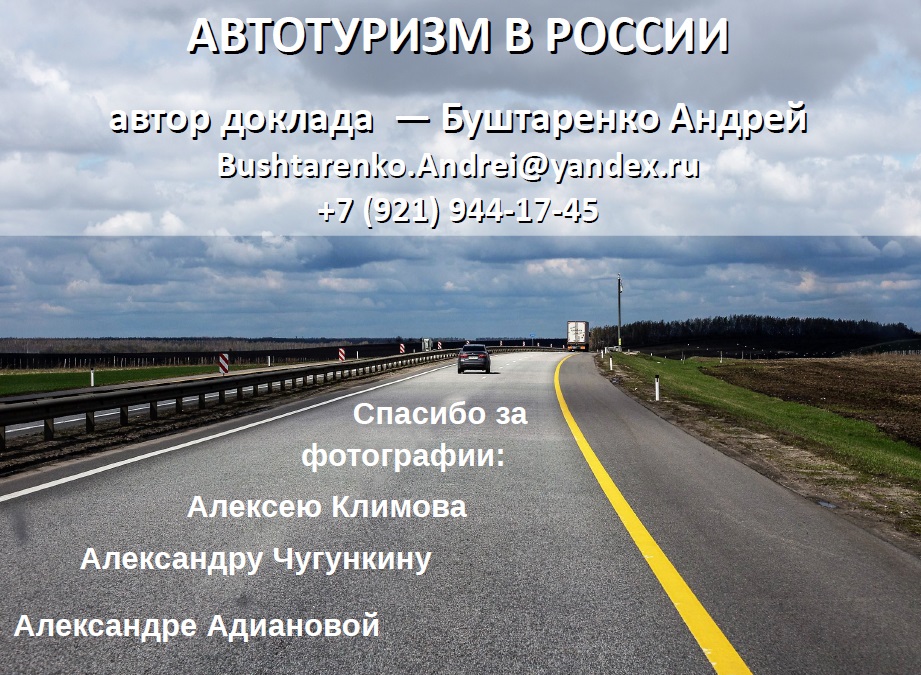 АВТОТУРИЗМ В РОССИИ
автор доклада — Буштаренко Андрей
Bushtarenko.Andrei@yandex.ru
+7 (921) 944-17-45
Спасибо за
фотографии:
Алексею Климова
Александру Чугункину
Александре Адиановой